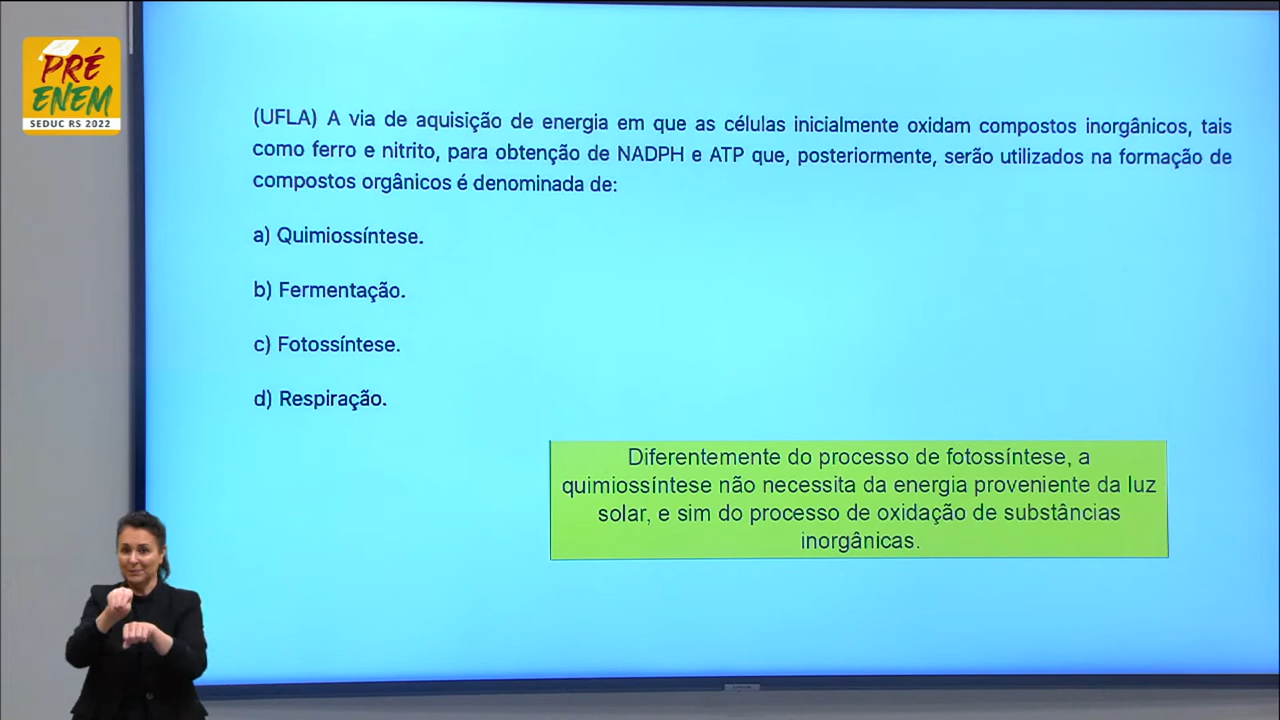 PRÉ
ENEM
SEDUC RS 2022
(UFLA) A via de aquisição de energia em que as células inicialmente oxidam compostos inorgânicos, tais
como ferro e nitrito, para obtenção de NADPH e ATP que, posteriormente, serão utilizados na formação de
compostos orgânicos é denominada de:
a) Quimiossíntese.
b) Fermentação.
c) Fotossíntese.
d) Respiração.
Diferentemente do processo de fotossíntese, a
quimiossíntese não necessita da energia proveniente da luz
solar, e sim do processo de oxidação de substâncias
inorgânicas.